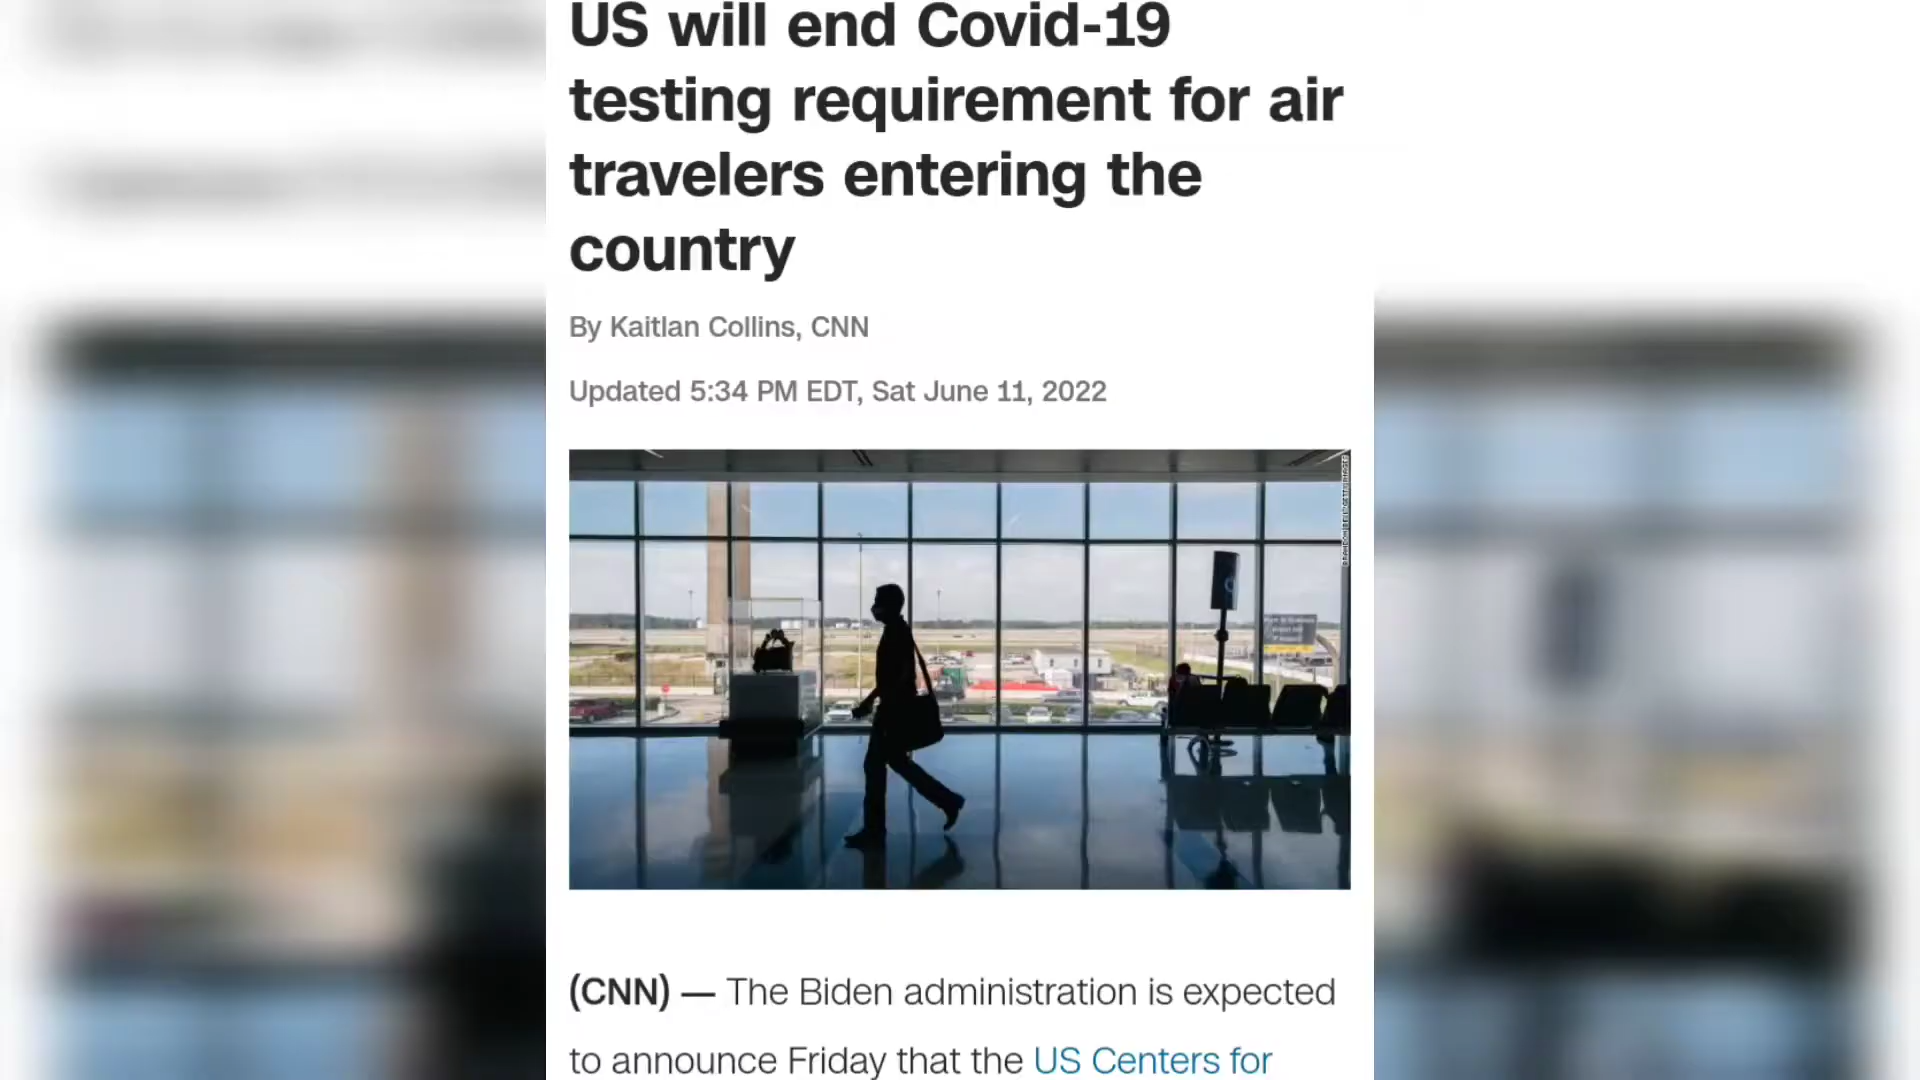 US will end Covid-19
testing requirement for air
travelers entering the
country
By Kaitlan Collins, CNN
Updated 5:34 PM EDT, Sat June 11, 2022
(CNN) — The Biden administration is expected
to announce Friday that the US Centers for